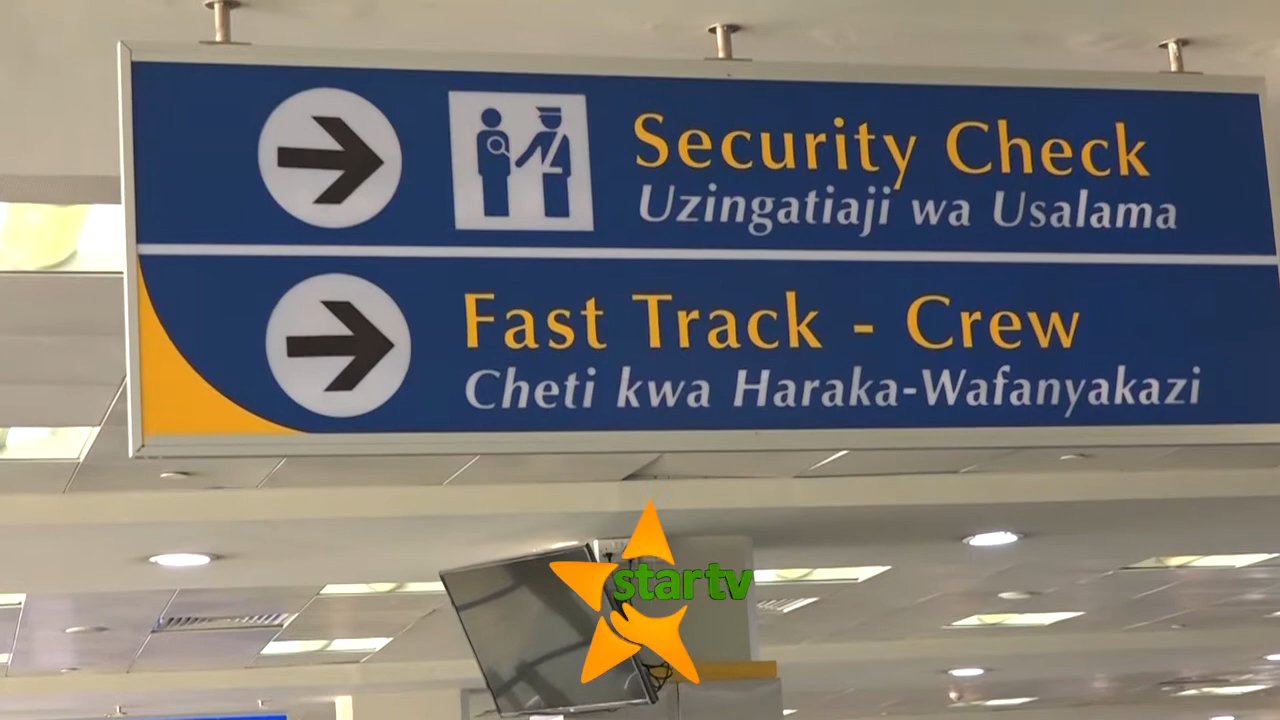 Security Check
Uzingatiaji wa Usalama
Fast Track - Crew
Cheti kwa Haraka-Wafanyakazi
startv